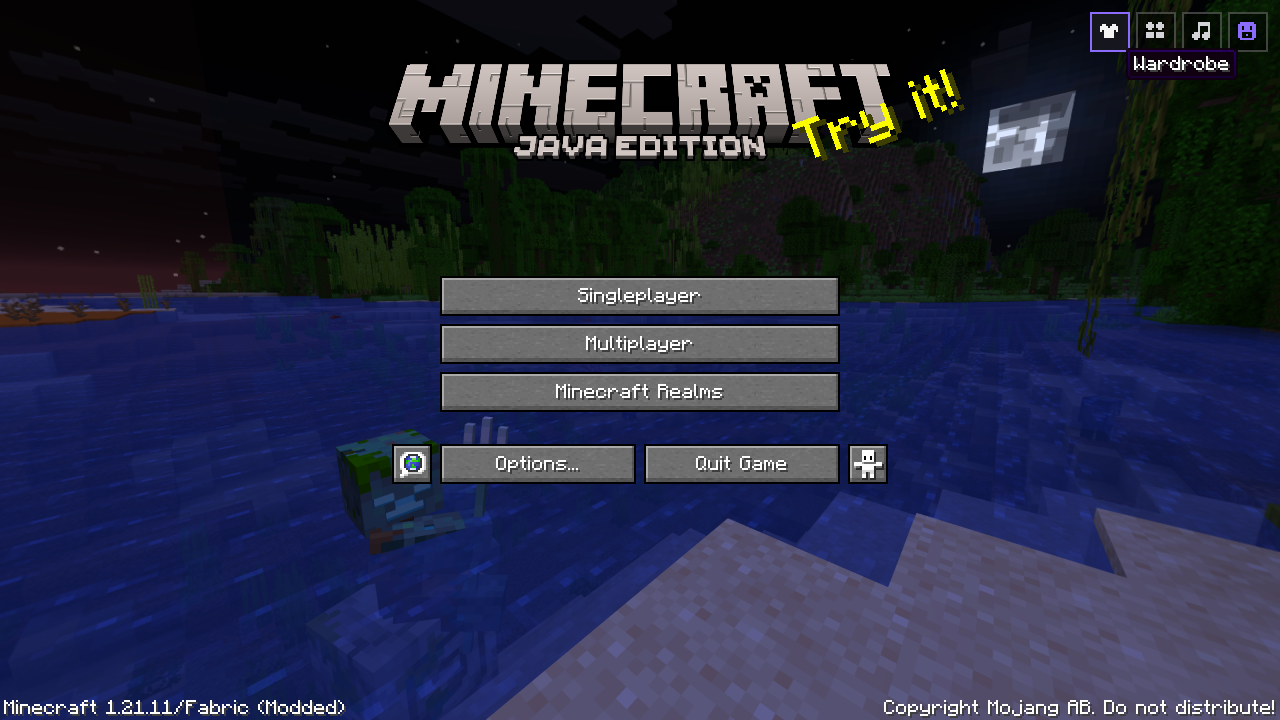 Wardrobe
MINECRAFT
JAVA EDITION
Try it!
Singleplayer
Multiplayer
Minecraft Realms
Options...
Quit Game
Minecraft 1.21.11/Fabric (Modded)
Copyright Mojang AB. Do not distribute!